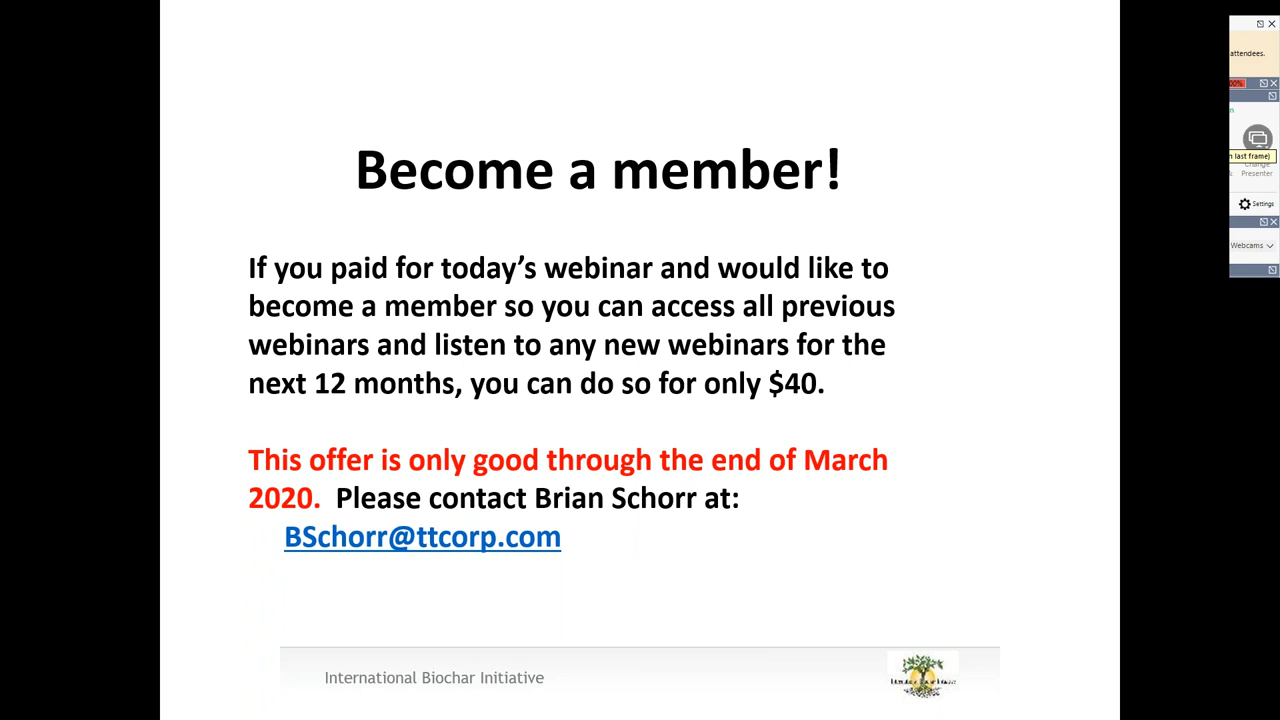 Become a member!
If you paid for today’s webinar and would like to
become a member so you can access all previous
webinars and listen to any new webinars for the
next 12 months, you can do so for only $40.
This offer is only good through the end of March
2020. Please contact Brian Schorr at:
BSchorr@ttcorp.com
International Biochar Initiative
attendees.
last frame)
Change
Presenter
Settings
Webcams